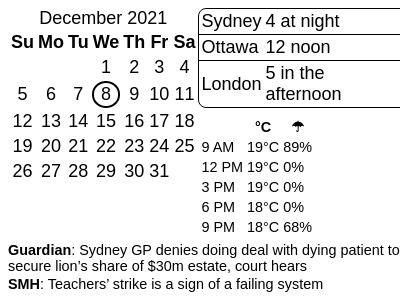 December 2021
Su Mo Tu We Th Fr Sa
1 2 3 4
5 6 7 8 9 10 11
12 13 14 15 16 17 18
19 20 21 22 23 24 25
26 27 28 29 30 31
Sydney 4 at night
Ottawa 12 noon
London 5 in the
afternoon
°C ☂
9 AM 19°C 89%
12 PM 19°C 0%
3 PM 19°C 0%
6 PM 18°C 0%
9 PM 18°C 68%
Guardian: Sydney GP denies doing deal with dying patient to
secure lion’s share of $30m estate, court hears
SMH: Teachers’ strike is a sign of a failing system